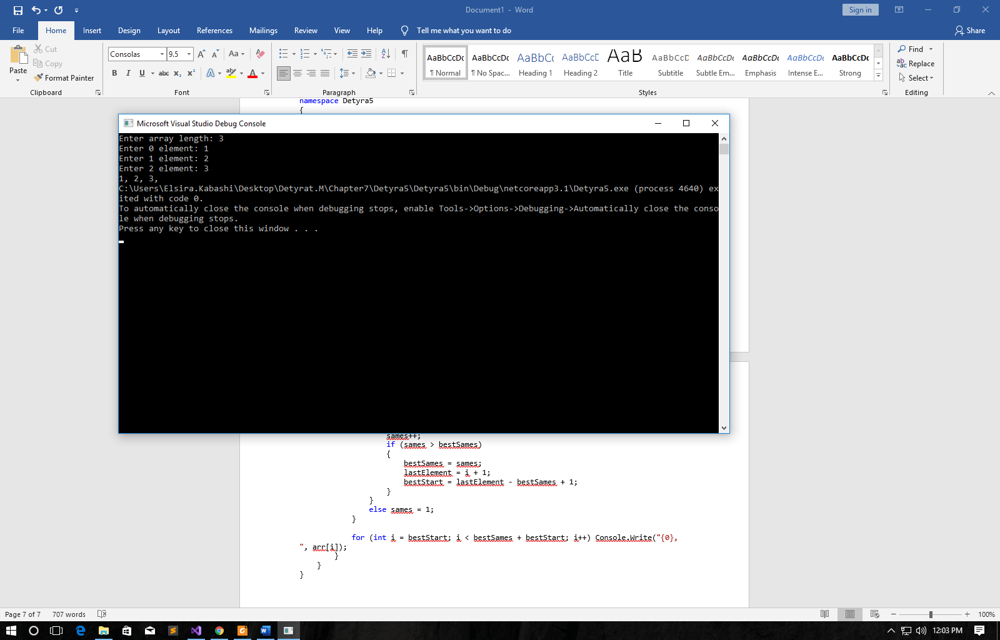 Document1 - Word
Sign in
File Home Insert Design Layout References Mailings Review View Help Tell me what you want to do Share
Paste
Cut
Copy
Format Painter
Clipboard
Consolas 9.5
Aa
B I U abc x₂ x²
Font
Paragraph
AaBbCcDc AaBbCcDc AaBbCc AaBbCcD AaB AaBbCcD AaBbCcDc AaBbCcDc AaBbCcDc AaBbCcDc
¶ Normal ¶ No Spac... Heading 1 Heading 2 Title Subtitle Subtle Em... Emphasis Intense E... Strong
Styles
Find
Replace
Select
Editing
namespace Detyra5
{
Microsoft Visual Studio Debug Console
Enter array length: 3
Enter 0 element: 1
Enter 1 element: 2
Enter 2 element: 3
1, 2, 3,
C:\Users\Elsira.Kabashi\Desktop\Detyrat.M\Chapter7\Detyra5\Detyra5\bin\Debug\netcoreapp3.1\Detyra5.exe (process 4640) ex
ited with code 0.
To automatically close the console when debugging stops, enable Tools->Options->Debugging->Automatically close the conso
le when debugging stops.
Press any key to close this window . . .
sames++;
if (sames > bestSames)
{
bestSames = sames;
lastElement = i + 1;
bestStart = lastElement - bestSames + 1;
}
}
else sames = 1;
}
for (int i = bestStart; i < bestSames + bestStart; i++) Console.Write("{0},
", arr[i]);
}
}
}
Page 7 of 7 707 words
100%
12:03 PM